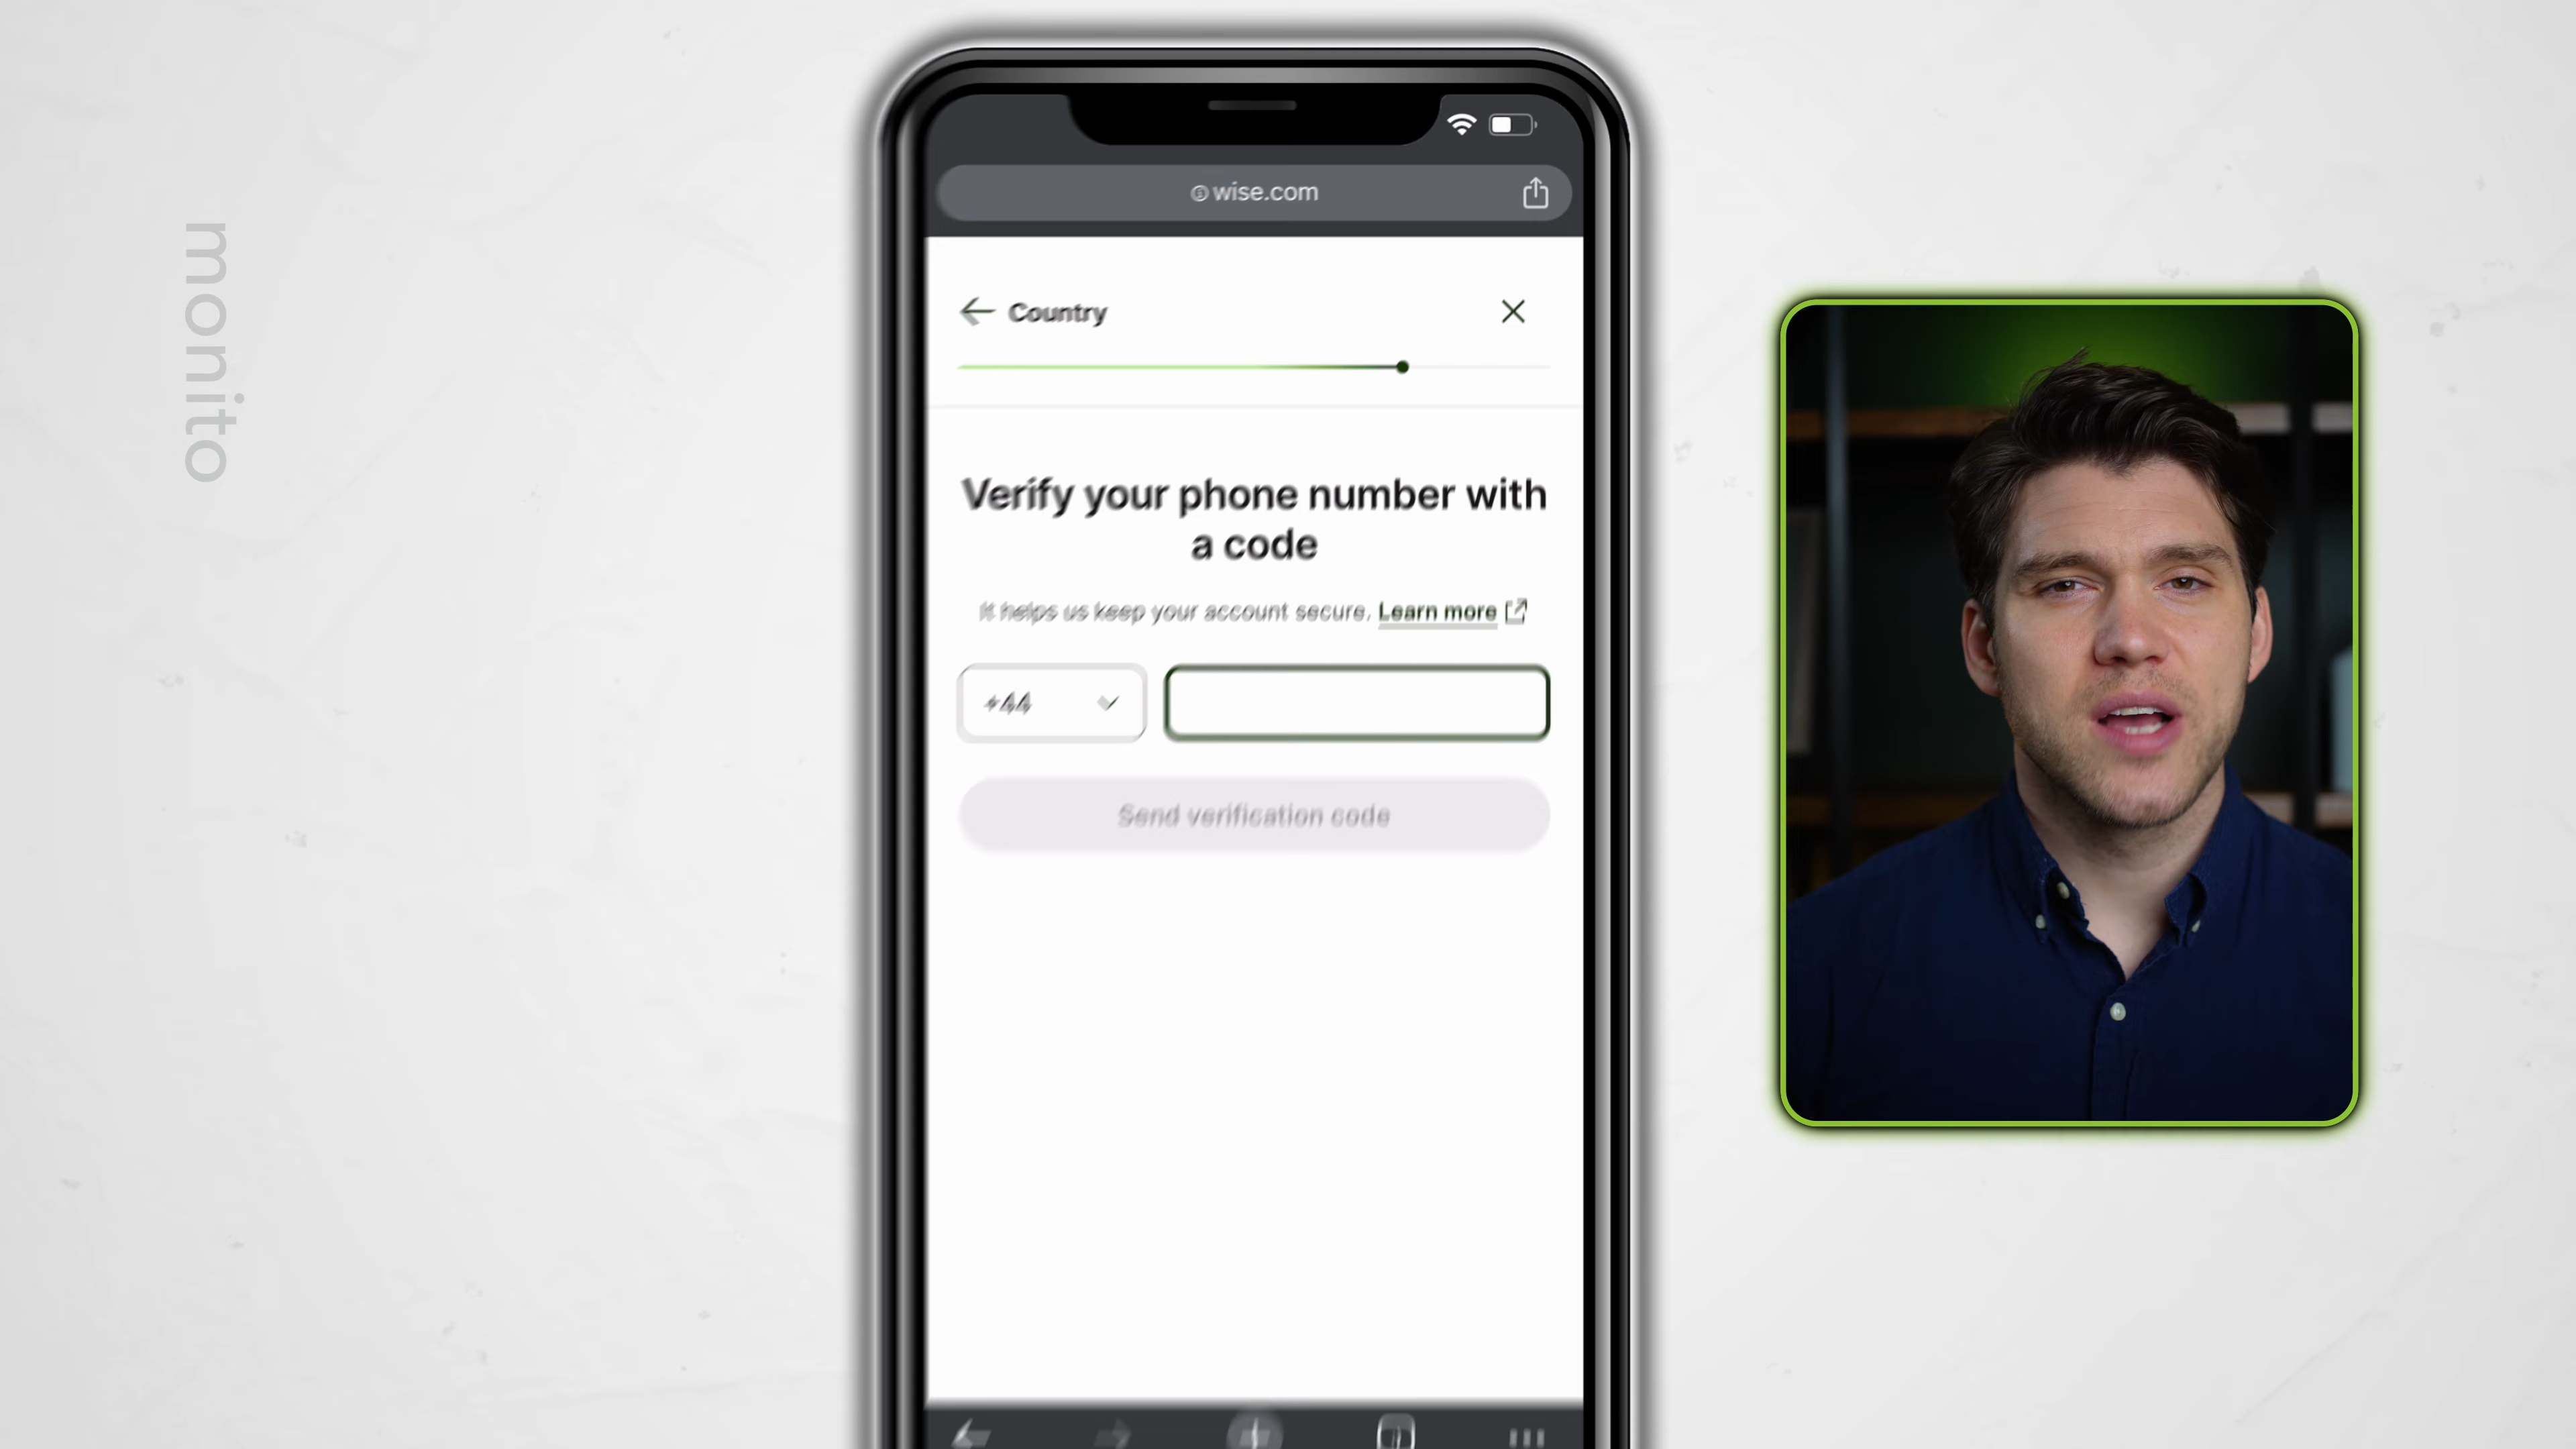 monito
wise.com
Country
Verify your phone number with
a code
It helps us keep your account secure. Learn more
+44
Send verification code